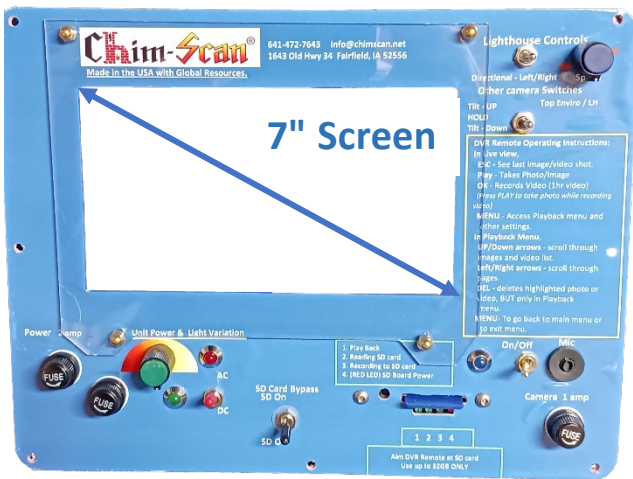 Chim-Scan®
641-472-7643 info@chimscan.net
1643 Old Hwy 34 Fairfield, IA 52556
Made in the USA with Global Resources.
7" Screen
Lighthouse Controls
Directional - Left/Right Sp
Other camera Switches
Tilt - UP Top Enviro / LH
HOLD
Tilt - Down
DVR Remote Operating Instructions:
In Live view,
ESC - See last image/video shot.
Play - Takes Photo/Image
OK - Records Video (1hr video)
(Press PLAY to take photo while recording
video)
MENU - Access Playback menu and
other settings.
In Playback Menu,
UP/Down arrows - scroll through
images and video list.
Left/Right arrows - scroll through
pages.
DEL - deletes highlighted photo or
video, BUT only in Playback
menu.
MENU- To go back to main menu or
to exit menu.
Power amp
FUSE
FUSE
Unit Power & Light Variation
AC
DC
SD Card Bypass
SD On
SD O
1. Play Back
2. Reading SD card
3. Recording to SD card
4. (RED LED) SD Board Power
On/Off
Mic
Camera 1 amp
FUSE
1 2 3 4
Aim DVR Remote at SD card
Use up to 32GB ONLY